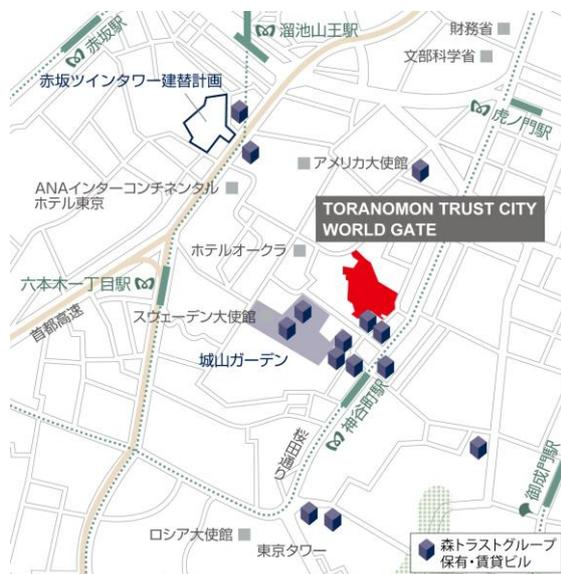 赤坂駅
溜池山王駅
財務省
文部科学省
赤坂ツインタワー建替計画
虎ノ門駅
アメリカ大使館
ANAインターコンチネンタル
ホテル東京
TORANOMON TRUST CITY
WORLD GATE
ホテルオークラ
六本木一丁目駅
首都高速
スウェーデン大使館
城山ガーデン
神谷町駅
桜田通り
御成門駅
ロシア大使館
東京タワー
森トラストグループ
保有・賃貸ビル